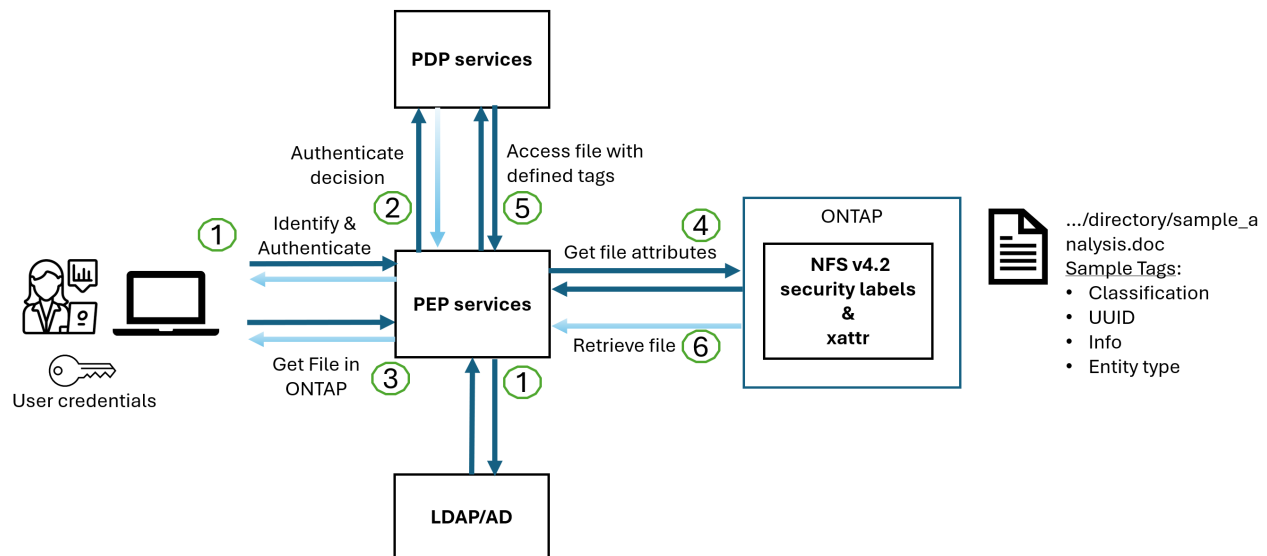 PDP services
Authenticate
decision
2
Access file with
defined tags
5
1
Identify &
Authenticate
PEP services
User credentials
Get File in
ONTAP
3
1
LDAP/AD
4
Get file attributes
Retrieve file
6
ONTAP
NFS v4.2
security labels
&
xattr
.../directory/sample_a
nalysis.doc
Sample Tags:
• Classification
• UUID
• Info
• Entity type